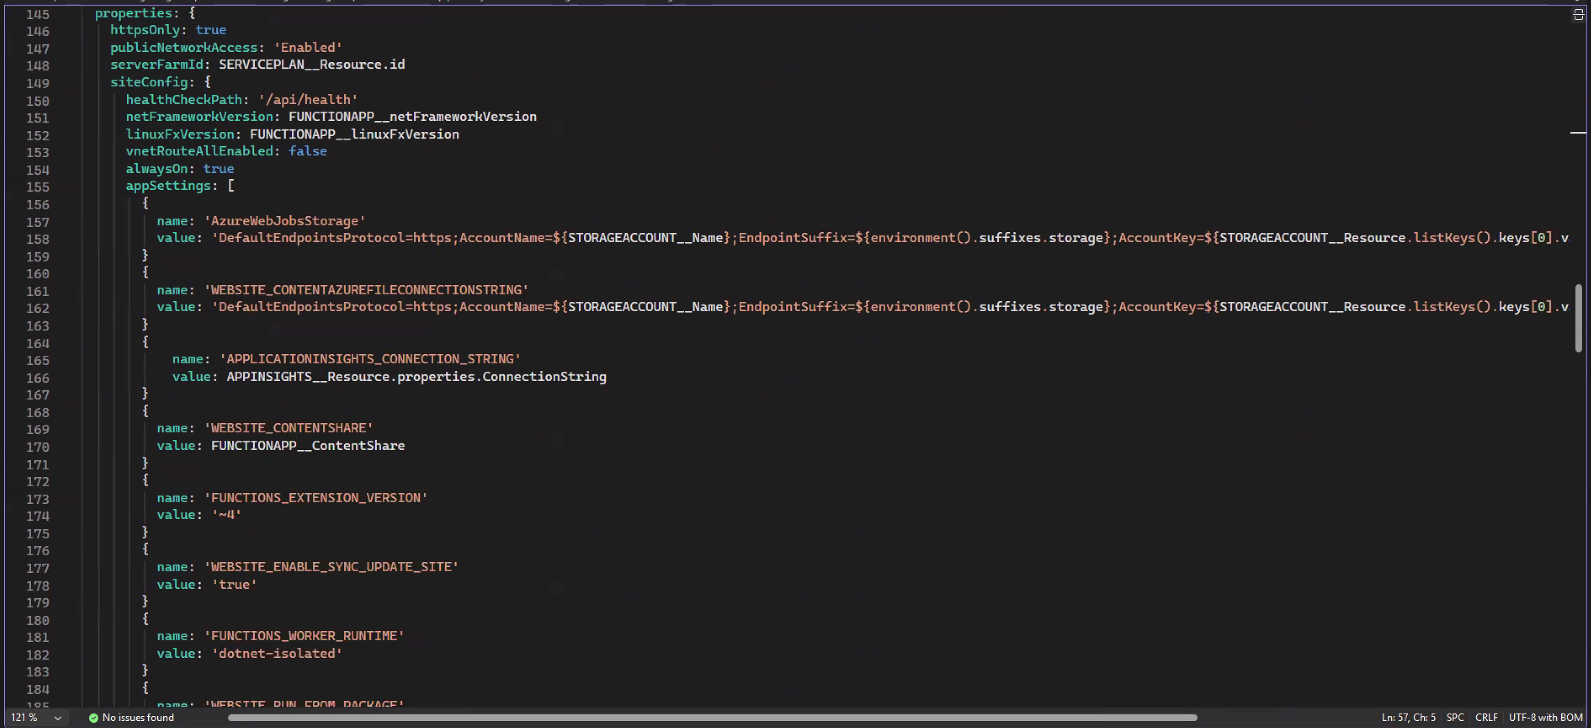 145 properties: {
146 httpsOnly: true
147 publicNetworkAccess: 'Enabled'
148 serverFarmId: SERVICEPLAN__Resource.id
149 siteConfig: {
150 healthCheckPath: '/api/health'
151 netFrameworkVersion: FUNCTIONAPP__netFrameworkVersion
152 linuxFxVersion: FUNCTIONAPP__linuxFxVersion
153 vnetRouteAllEnabled: false
154 alwaysOn: true
155 appSettings: [
156 {
157 name: 'AzureWebJobsStorage'
158 value: 'DefaultEndpointsProtocol=https;AccountName=${STORAGEACCOUNT__Name};EndpointSuffix=${environment().suffixes.storage};AccountKey=${STORAGEACCOUNT__Resource.listKeys().keys[0].v
159 }
160 {
161 name: 'WEBSITE_CONTENTAZUREFILECONNECTIONSTRING'
162 value: 'DefaultEndpointsProtocol=https;AccountName=${STORAGEACCOUNT__Name};EndpointSuffix=${environment().suffixes.storage};AccountKey=${STORAGEACCOUNT__Resource.listKeys().keys[0].v
163 }
164 {
165 name: 'APPLICATIONINSIGHTS_CONNECTION_STRING'
166 value: APPINSIGHTS__Resource.properties.ConnectionString
167 }
168 {
169 name: 'WEBSITE_CONTENTSHARE'
170 value: FUNCTIONAPP__ContentShare
171 }
172 {
173 name: 'FUNCTIONS_EXTENSION_VERSION'
174 value: '~4'
175 }
176 {
177 name: 'WEBSITE_ENABLE_SYNC_UPDATE_SITE'
178 value: 'true'
179 }
180 {
181 name: 'FUNCTIONS_WORKER_RUNTIME'
182 value: 'dotnet-isolated'
183 }
184 {
185 name: 'WEBSITE_RUN_FROM_PACKAGE'
121 % No issues found Ln: 57, Ch: 5 SPC CRLF UTF-8 with BOM